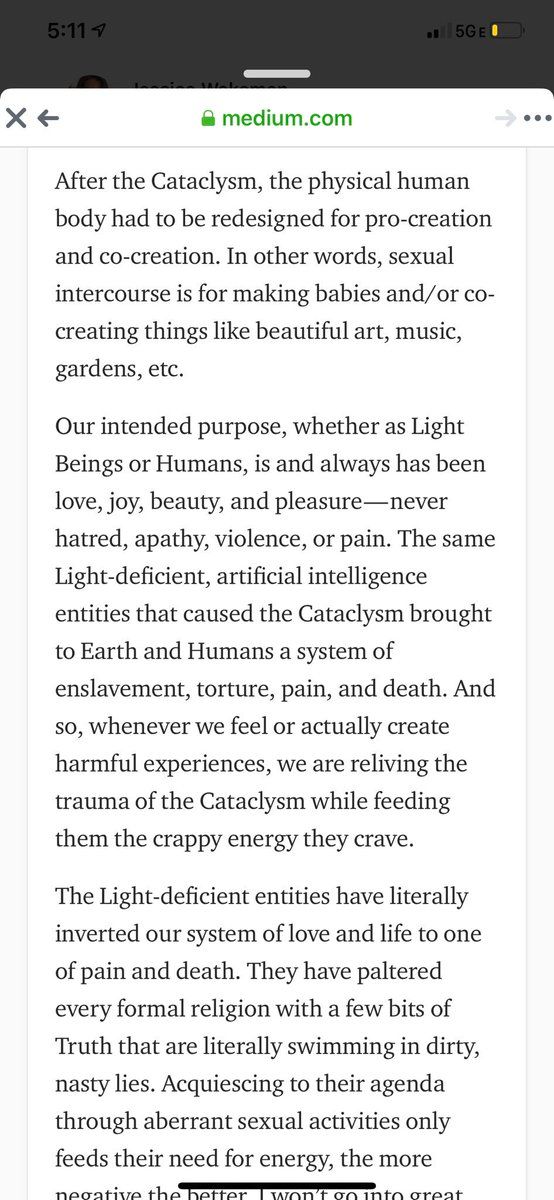 5:11
5GE
medium.com
After the Cataclysm, the physical human
body had to be redesigned for pro-creation
and co-creation. In other words, sexual
intercourse is for making babies and/or co-
creating things like beautiful art, music,
gardens, etc.
Our intended purpose, whether as Light
Beings or Humans, is and always has been
love, joy, beauty, and pleasure—never
hatred, apathy, violence, or pain. The same
Light-deficient, artificial intelligence
entities that caused the Cataclysm brought
to Earth and Humans a system of
enslavement, torture, pain, and death. And
so, whenever we feel or actually create
harmful experiences, we are reliving the
trauma of the Cataclysm while feeding
them the crappy energy they crave.
The Light-deficient entities have literally
inverted our system of love and life to one
of pain and death. They have paltered
every formal religion with a few bits of
Truth that are literally swimming in dirty,
nasty lies. Acquiescing to their agenda
through aberrant sexual activities only
feeds their need for energy, the more
negative the better. I won't go into great